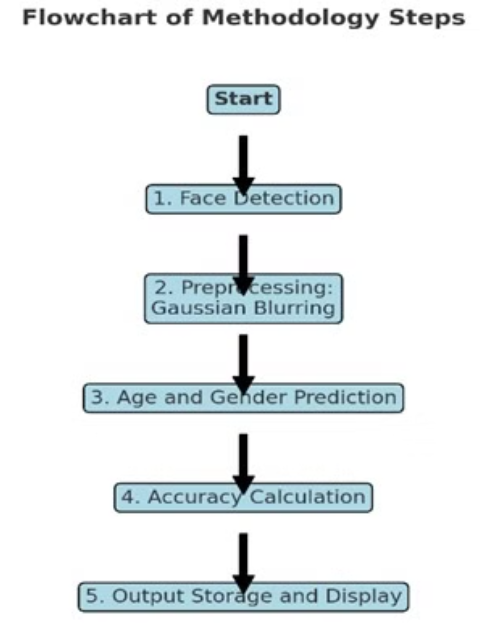 Flowchart of Methodology Steps
Start
1. Face Detection
2. Preprocessing:
Gaussian Blurring
3. Age and Gender Prediction
4. Accuracy Calculation
5. Output Storage and Display